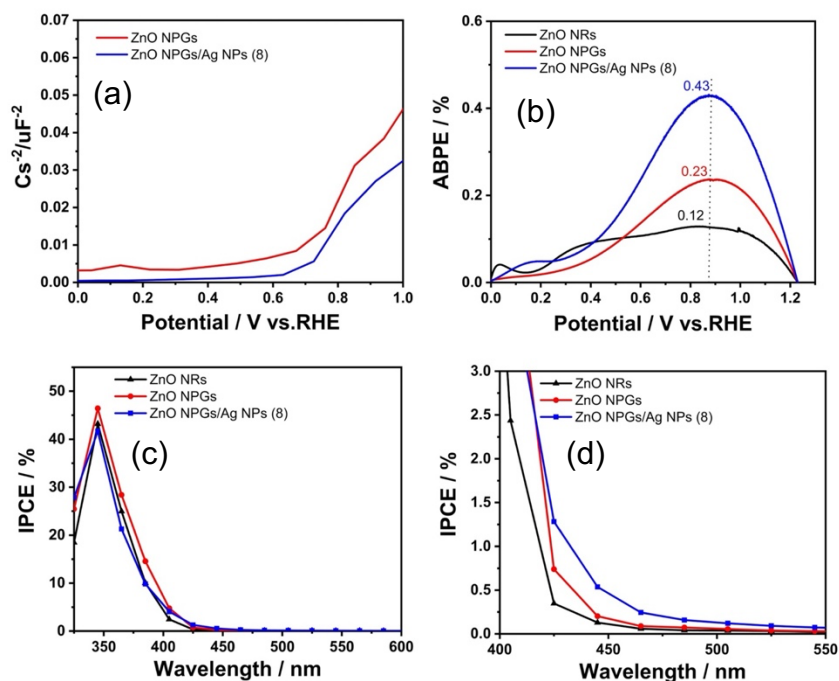 ZnO NPGs
ZnO NPGs/Ag NPs (8)
(a)
0.07
0.06
0.05
0.04
0.03
0.02
0.01
0.00
Cs⁻²/uF⁻²
0.0 0.2 0.4 0.6 0.8 1.0
Potential / V vs.RHE
ZnO NRs
ZnO NPGs
ZnO NPGs/Ag NPs (8)
(b)
0.43
0.23
0.12
0.6
0.4
0.2
0.0
ABPE / %
0.0 0.2 0.4 0.6 0.8 1.0 1.2
Potential / V vs.RHE
ZnO NRs
ZnO NPGs
ZnO NPGs/Ag NPs (8)
(c)
50
40
30
20
10
0
IPCE / %
350 400 450 500 550 600
Wavelength / nm
ZnO NRs
ZnO NPGs
ZnO NPGs/Ag NPs (8)
(d)
3.0
2.5
2.0
1.5
1.0
0.5
0.0
IPCE / %
400 450 500 550
Wavelength / nm